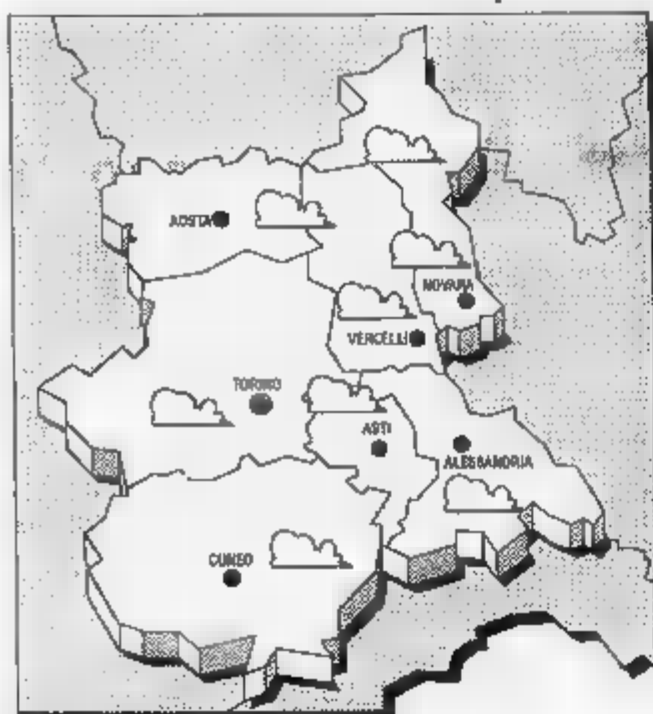 AOSTA
NOVARA
VERCELLI
TORINO
ASTI
ALESSANDRIA
CUNEO